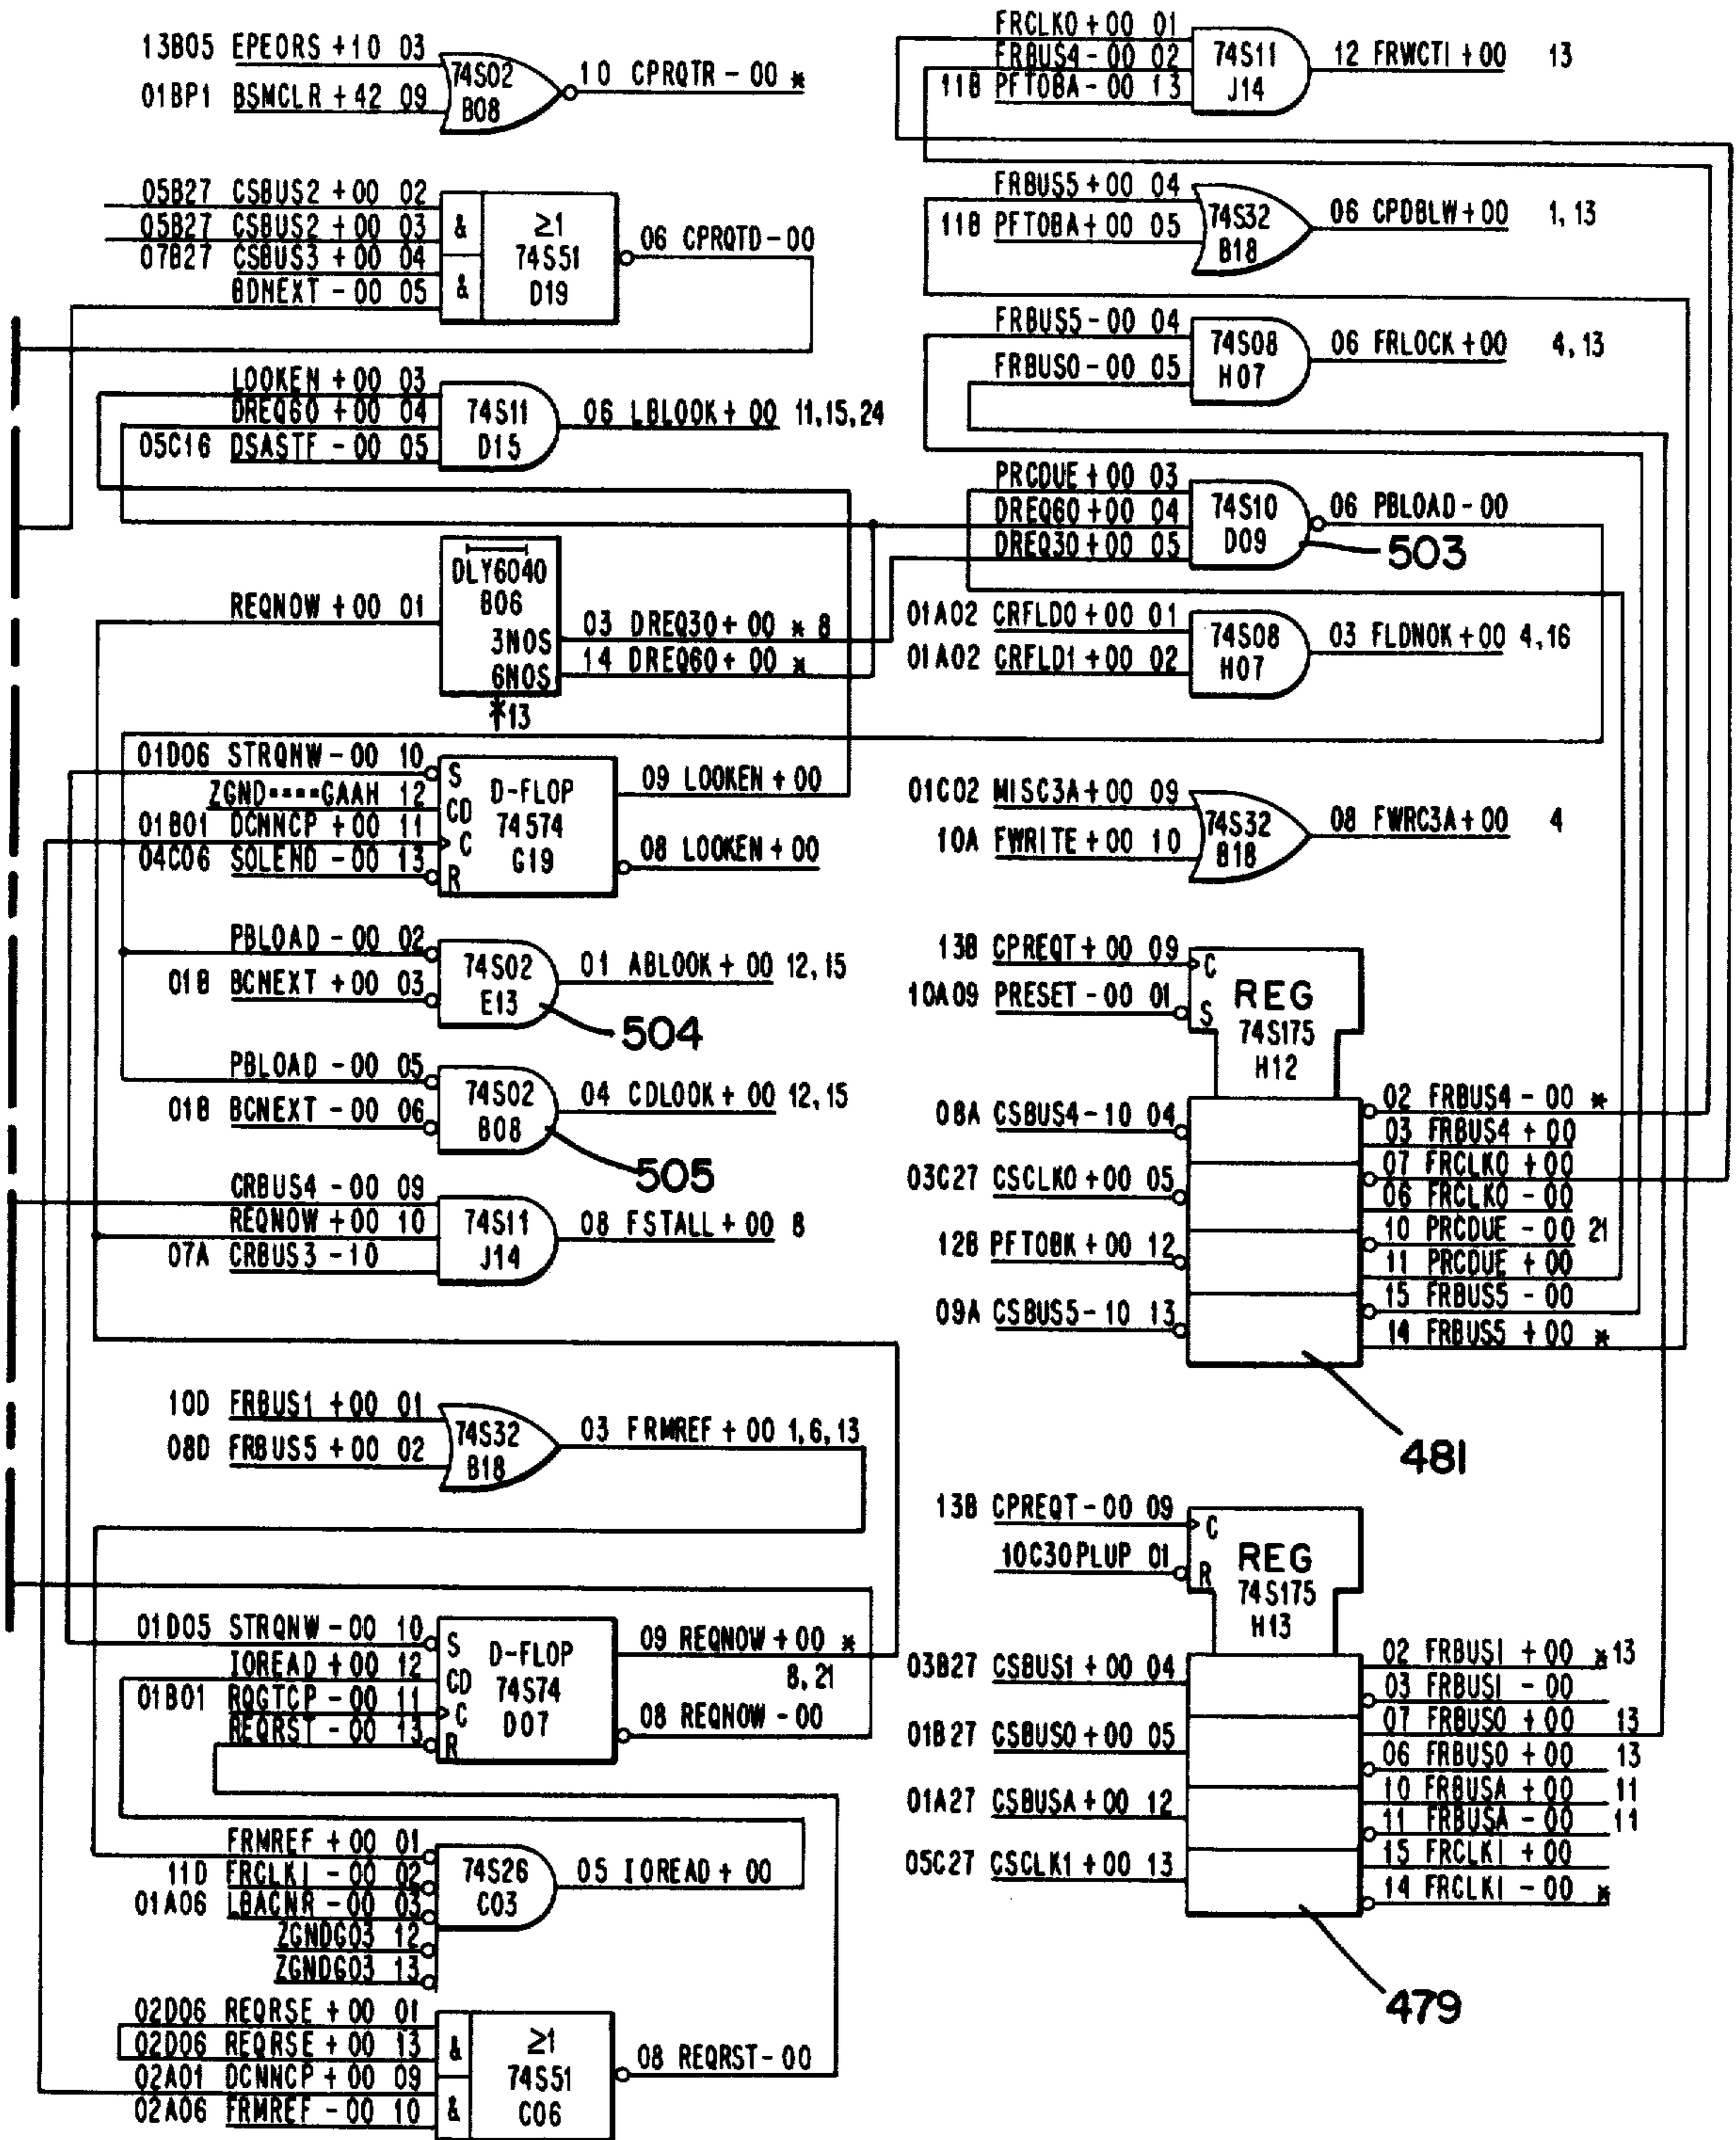 13B05 EPEORS +10 03
01BP1 BSMCLR +42 09
74S02
B08
10 CPRQTR - 00 *
05B27 CSBUS2 +00 02
05B27 CSBUS2 +00 03
07B27 CSBUS3 +00 04
BDNEXT - 00 05
&
&
≥1
74S51
D19
06 CPRQTD - 00
LOOKEN +00 03
DREQ60 +00 04
05C16 DSASTF - 00 05
74S11
D15
06 LBLOOK + 00 11,15,24
REQNOW +00 01
DLY6040
B06
3NOS
6NOS
*13
03 DREQ30 + 00 * 8
14 DREQ60 + 00 *
01D06 STRQNW - 00 10
ZGND----GAAH 12
01B01 DCNNCP + 00 11
04C06 SOLEND - 00 13
S
CD
C
R
D-FLOP
74S74
G19
09 LOOKEN + 00
08 LOOKEN + 00
PBLOAD - 00 02
01B BCNEXT + 00 03
74S02
E13
01 ABLOOK + 00 12,15
504
PBLOAD - 00 05
01B BCNEXT - 00 06
74S02
B08
04 CDLOOK + 00 12,15
505
CRBUS4 - 00 09
REQNOW +00 10
07A CRBUS3 - 10
74S11
J14
08 FSTALL + 00 8
10D FRBUS1 + 00 01
08D FRBUS5 + 00 02
74S32
B18
03 FRMREF + 00 1,6,13
01D05 STRQNW - 00 10
IOREAD + 00 12
01B01 RQGTCP - 00 11
REQRST - 00 13
S
CD
C
R
D-FLOP
74S74
D07
09 REQNOW + 00 *
8, 21
08 REQNOW - 00
FRMREF + 00 01
11D FRCLK1 - 00 02
01A06 LBACNR - 00 03
ZGNDG03 12
ZGNDG03 13
74S26
C03
05 IOREAD + 00
02D06 REQRSE + 00 01
02D06 REQRSE + 00 13
02A01 DCNNCP + 00 09
02A06 FRMREF - 00 10
&
&
≥1
74S51
C06
08 REQRST - 00
FRCLK0 + 00 01
FRBUS4 - 00 02
11B PFTOBA - 00 13
74S11
J14
12 FRWCTI + 00 13
FRBUS5 + 00 04
11B PFTOBA + 00 05
74S32
B18
06 CPDBLW + 00 1, 13
FRBUS5 - 00 04
FRBUS0 - 00 05
74S08
H07
06 FRLOCK + 00 4, 13
PRCDUE + 00 03
DREQ60 + 00 04
DREQ30 + 00 05
74S10
D09
06 PBLOAD - 00
503
01A02 CRFLD0 + 00 01
01A02 CRFLD1 + 00 02
74S08
H07
03 FLDNOK + 00 4,16
01C02 MISC3A + 00 09
10A FWRITE + 00 10
74S32
B18
08 FWRC3A + 00 4
13B CPREQT + 00 09
10A09 PRESET - 00 01
C
S
REG
74S175
H12
08A CSBUS4 - 10 04
03C27 CSCLK0 + 00 05
12B PFTOBK + 00 12
09A CSBUS5 - 10 13
02 FRBUS4 - 00 *
03 FRBUS4 + 00
07 FRCLK0 + 00
06 FRCLK0 - 00
10 PRCDUE - 00 21
11 PRCDUE + 00
15 FRBUS5 - 00
14 FRBUS5 + 00 *
481
13B CPREQT - 00 09
10C30PLUP 01
C
R
REG
74S175
H13
03B27 CSBUS1 + 00 04
01B27 CSBUS0 + 00 05
01A27 CSBUSA + 00 12
05C27 CSCLK1 + 00 13
02 FRBUS1 + 00 *13
03 FRBUS1 - 00
07 FRBUS0 + 00 13
06 FRBUS0 + 00 13
10 FRBUSA + 00 11
11 FRBUSA - 00 11
15 FRCLK1 + 00
14 FRCLK1 - 00 *
479